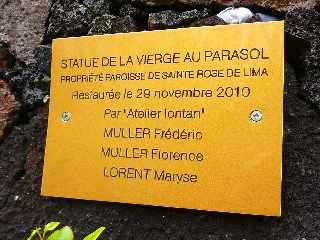 STATUE DE LA VIERGE AU PARASOL
PROPRIÉTÉ PAROISSE DE SAINTE ROSE DE LIMA
Restaurée le 29 novembre 2010
Par "Atelier Iontan"
MULLER Frédéric
MULLER Florence
LORENT Maryse